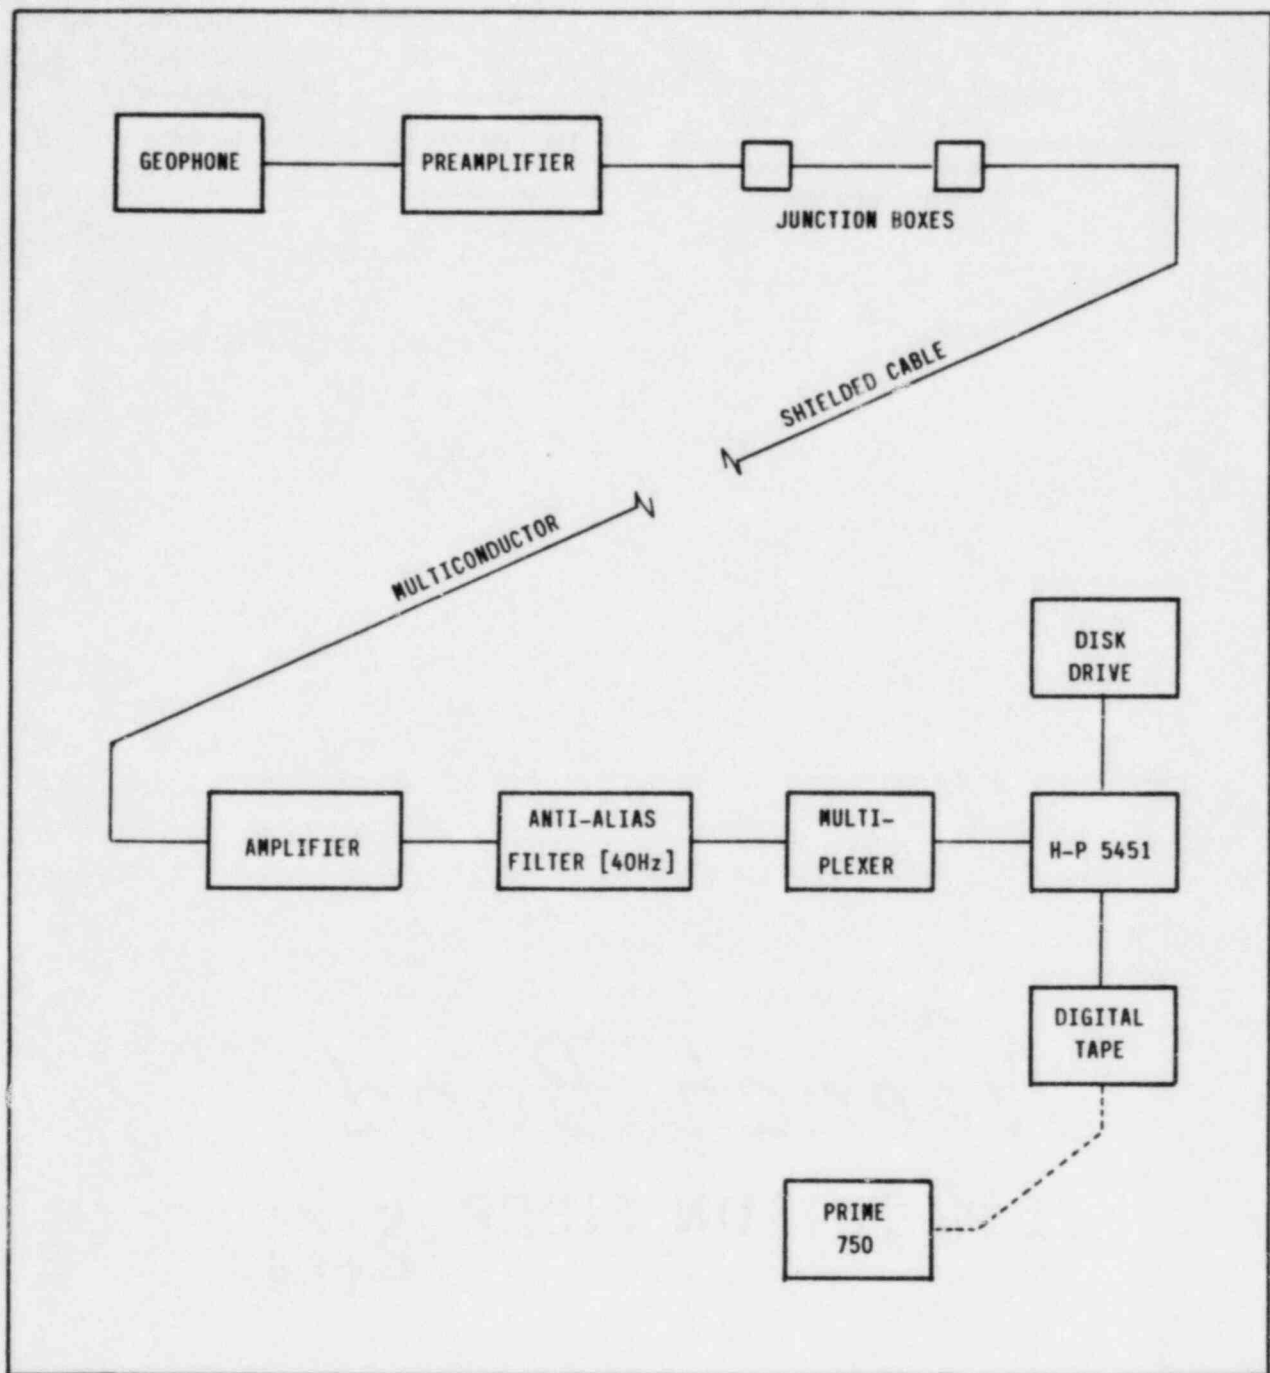 GEOPHONE
PREAMPLIFIER
JUNCTION BOXES
SHIELDED CABLE
MULTICONDUCTOR
DISK
DRIVE
AMPLIFIER
ANTI-ALIAS
FILTER [40Hz]
MULTI-
PLEXER
H-P 5451
DIGITAL
TAPE
PRIME
750